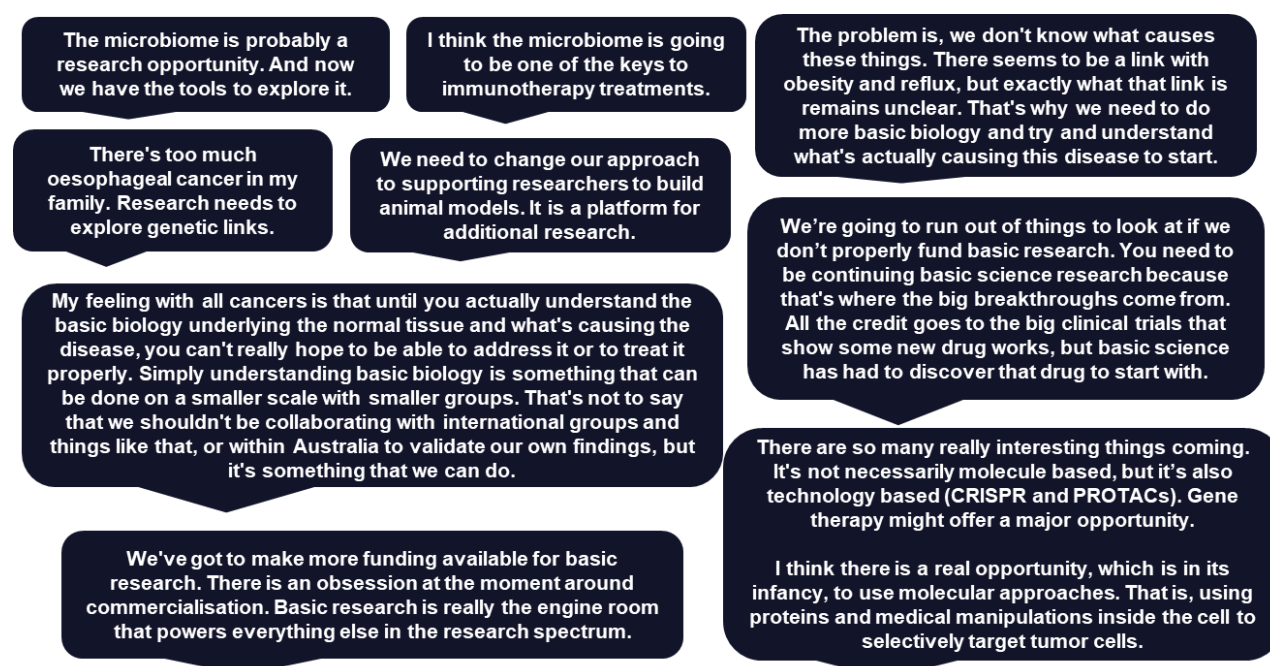 The microbiome is probably a
research opportunity. And now
we have the tools to explore it.
I think the microbiome is going
to be one of the keys to
immunotherapy treatments.
The problem is, we don't know what causes
these things. There seems to be a link with
obesity and reflux, but exactly what that link is
remains unclear. That's why we need to do
more basic biology and try and understand
what's actually causing this disease to start.
There's too much
oesophageal cancer in my
family. Research needs to
explore genetic links.
We need to change our approach
to supporting researchers to build
animal models. It is a platform for
additional research.
We’re going to run out of things to look at if we
don’t properly fund basic research. You need to
be continuing basic science research because
that's where the big breakthroughs come from.
All the credit goes to the big clinical trials that
show some new drug works, but basic science
has had to discover that drug to start with.
My feeling with all cancers is that until you actually understand the
basic biology underlying the normal tissue and what's causing the
disease, you can't really hope to be able to address it or to treat it
properly. Simply understanding basic biology is something that can
be done on a smaller scale with smaller groups. That's not to say
that we shouldn't be collaborating with international groups and
things like that, or within Australia to validate our own findings, but
it's something that we can do.
There are so many really interesting things coming.
It's not necessarily molecule based, but it’s also
technology based (CRISPR and PROTACs). Gene
therapy might offer a major opportunity.
I think there is a real opportunity, which is in its
infancy, to use molecular approaches. That is, using
proteins and medical manipulations inside the cell to
selectively target tumor cells.
We've got to make more funding available for basic
research. There is an obsession at the moment around
commercialisation. Basic research is really the engine room
that powers everything else in the research spectrum.